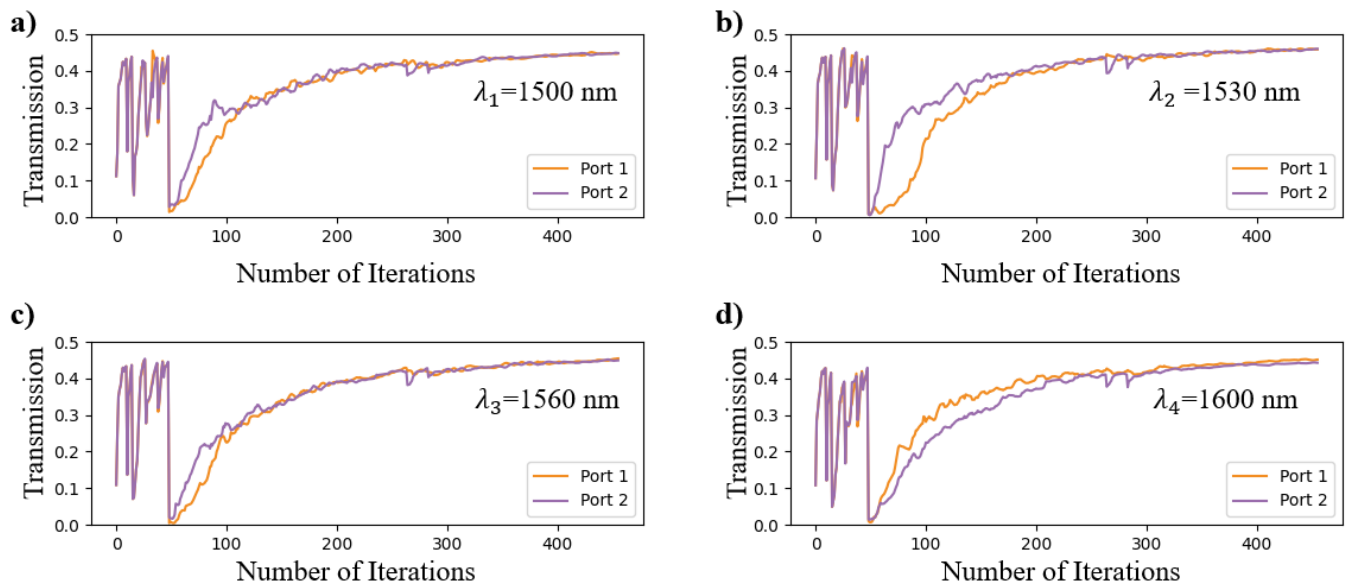 a)
0.5
0.4
0.3
0.2
0.1
0.0
Transmission
λ₁=1500 nm
Port 1
Port 2
0 100 200 300 400
Number of Iterations
b)
0.5
0.4
0.3
0.2
0.1
0.0
Transmission
λ₂ =1530 nm
Port 1
Port 2
0 100 200 300 400
Number of Iterations
c)
0.5
0.4
0.3
0.2
0.1
0.0
Transmission
λ₃=1560 nm
Port 1
Port 2
0 100 200 300 400
Number of Iterations
d)
0.5
0.4
0.3
0.2
0.1
0.0
Transmission
λ₄=1600 nm
Port 1
Port 2
0 100 200 300 400
Number of Iterations